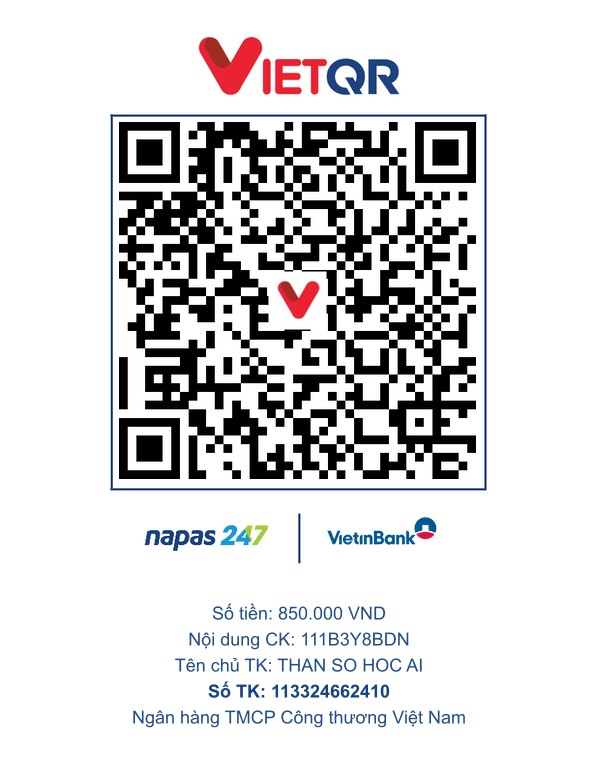 VIETQR
napas 247
VietinBank
Số tiền: 850.000 VND
Nội dung CK: 111B3Y8BDN
Tên chủ TK: THAN SO HOC AI
Số TK: 113324662410
Ngân hàng TMCP Công thương Việt Nam